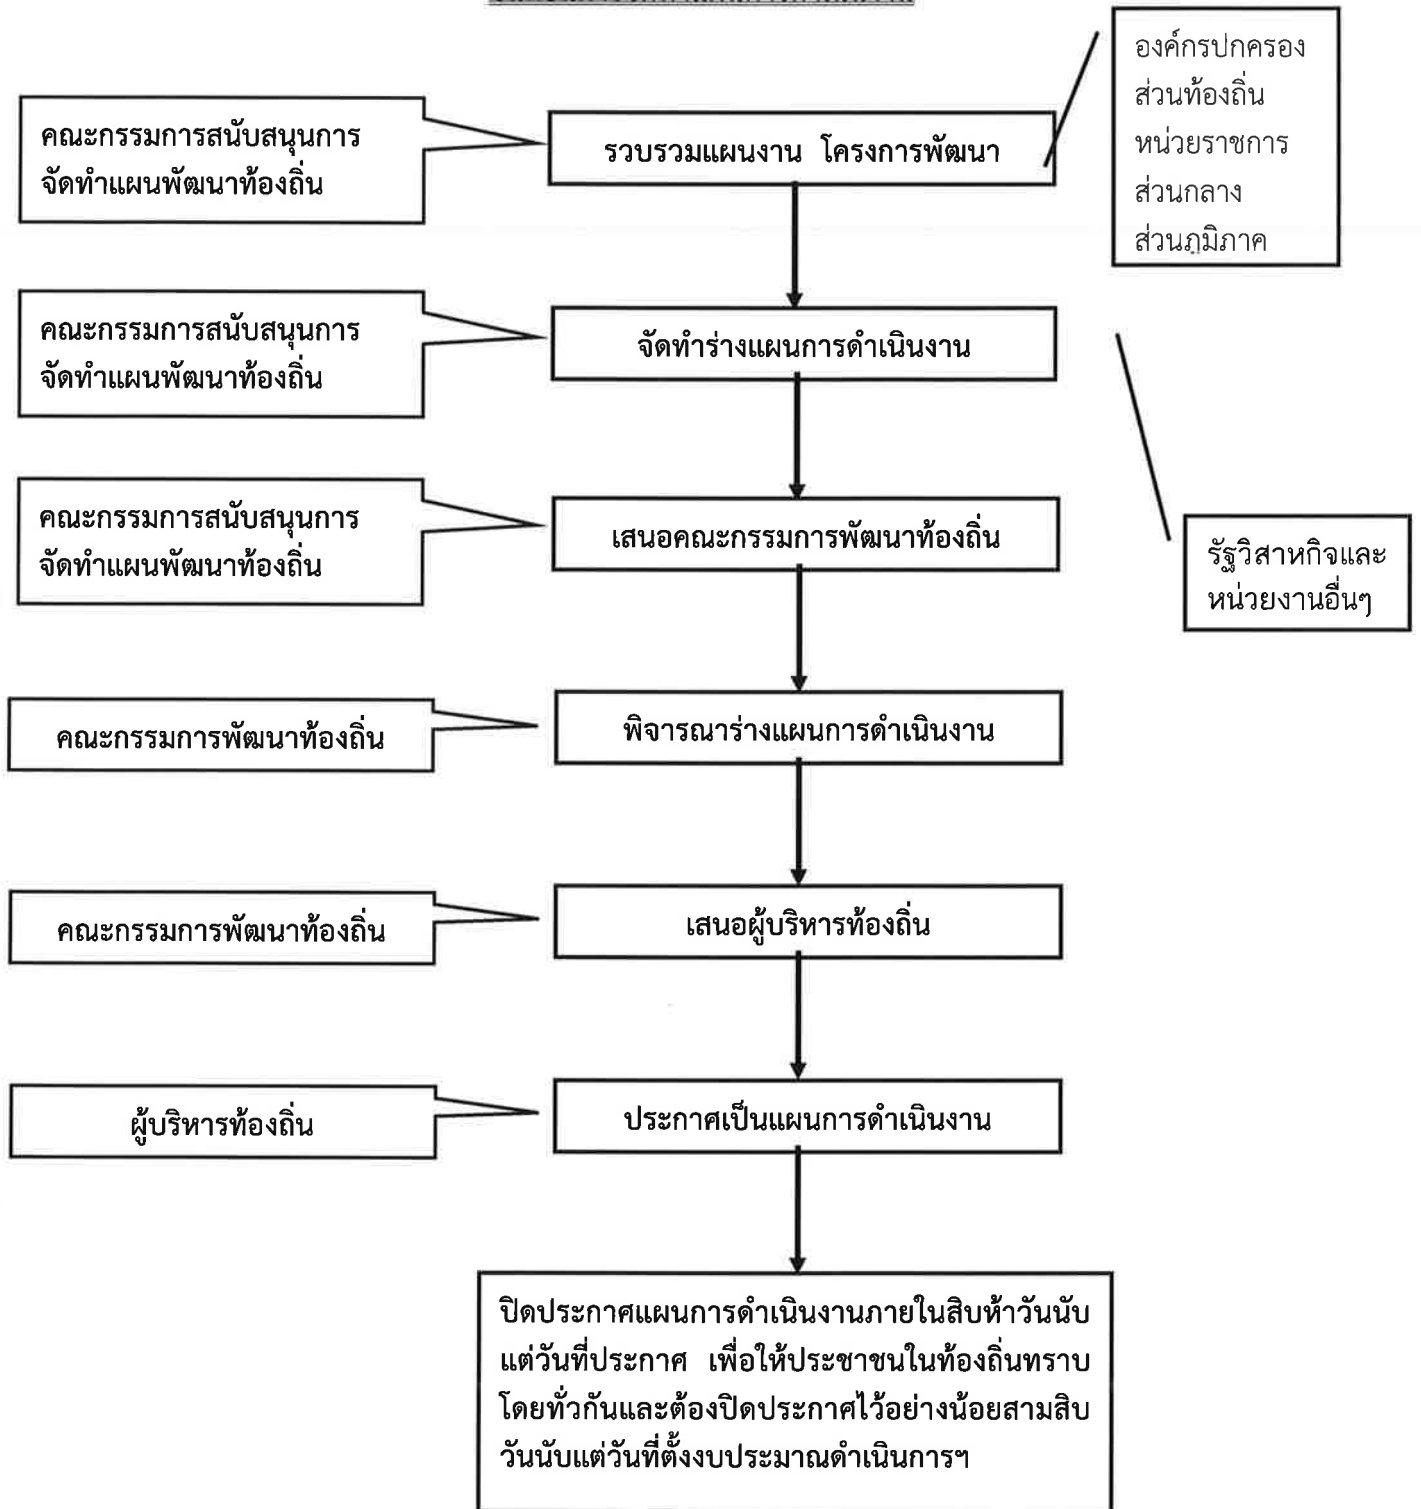 องค์กรปกครอง
ส่วนท้องถิ่น
หน่วยราชการ
ส่วนกลาง
ส่วนภูมิภาค
คณะกรรมการสนับสนุนการ
จัดทำแผนพัฒนาท้องถิ่น
รวบรวมแผนงาน โครงการพัฒนา
คณะกรรมการสนับสนุนการ
จัดทำแผนพัฒนาท้องถิ่น
จัดทำร่างแผนการดำเนินงาน
คณะกรรมการสนับสนุนการ
จัดทำแผนพัฒนาท้องถิ่น
เสนอคณะกรรมการพัฒนาท้องถิ่น
รัฐวิสาหกิจและ
หน่วยงานอื่นๆ
คณะกรรมการพัฒนาท้องถิ่น
พิจารณาร่างแผนการดำเนินงาน
คณะกรรมการพัฒนาท้องถิ่น
เสนอผู้บริหารท้องถิ่น
ผู้บริหารท้องถิ่น
ประกาศเป็นแผนการดำเนินงาน
ปิดประกาศแผนการดำเนินงานภายในสิบห้าวันนับ
แต่วันที่ประกาศ เพื่อให้ประชาชนในท้องถิ่นทราบ
โดยทั่วกันและต้องปิดประกาศไว้อย่างน้อยสามสิบ
วันนับแต่วันที่ตั้งงบประมาณดำเนินการฯ